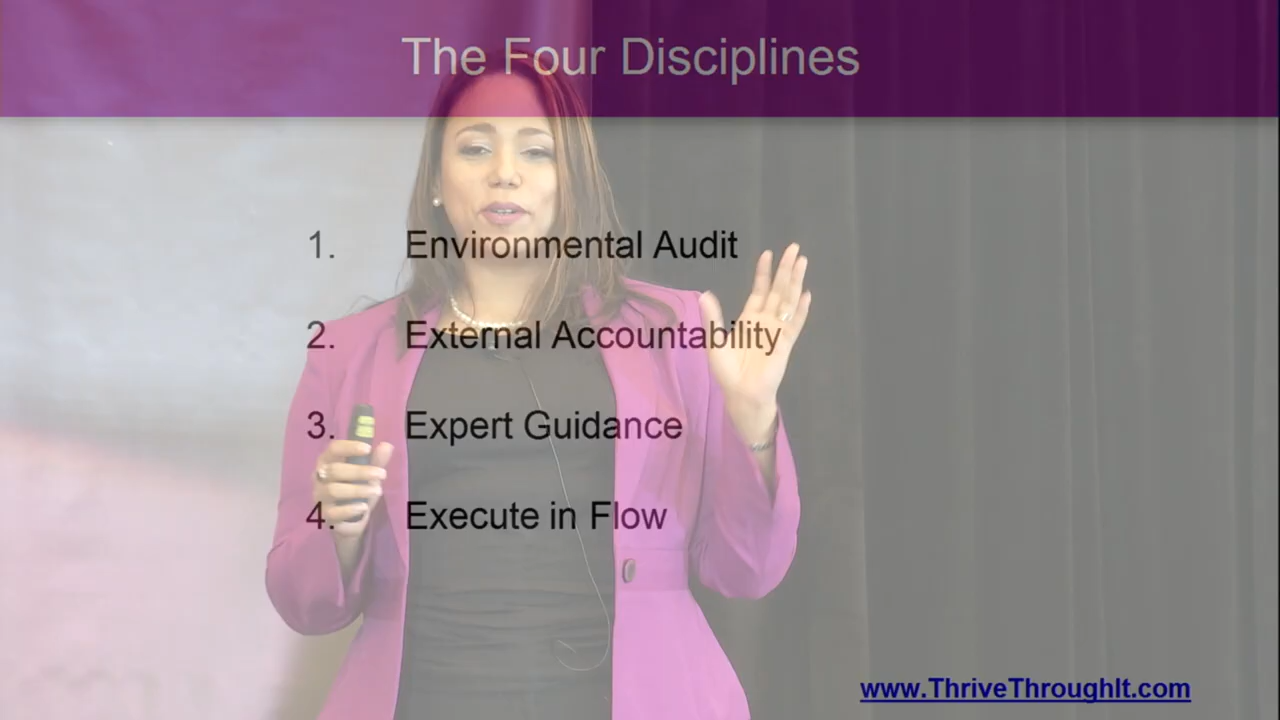 The Four Disciplines
1. Environmental Audit
2. External Accountability
3. Expert Guidance
4. Execute in Flow
www.ThriveThroughIt.com